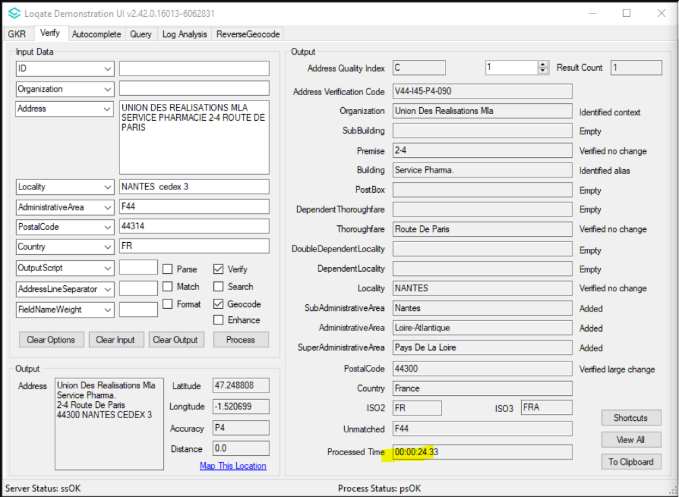 Loqate Demonstration UI v2.42.0.16013-6062831
GKR Verify Autocomplete Query Log Analysis ReverseGeocode
Input Data
ID
Organization
Address UNION DES REALISATIONS MLA
SERVICE PHARMACIE 2-4 ROUTE DE
PARIS
Locality NANTES cedex 3
AdministrativeArea F44
PostalCode 44314
Country FR
OutputScript Parse Verify
AddressLineSeparator Match Search
FieldNameWeight Format Geocode
Enhance
Clear Options Clear Input Clear Output Process
Output
Address Union Des Realisations Mla
Service Pharma.
2-4 Route De Paris
44300 NANTES CEDEX 3
Latitude 47.248808
Longitude -1.520699
Accuracy P4
Distance 0.0
Map This Location
Output
Address Quality Index C 1 Result Count 1
Address Verification Code V44-I45-P4-090
Organization Union Des Realisations Mla Identified context
SubBuilding Empty
Premise 2-4 Verified no change
Building Service Pharma. Identified alias
PostBox Empty
DependentThoroughfare Empty
Thoroughfare Route De Paris Verified no change
DoubleDependentLocality Empty
DependentLocality Empty
Locality NANTES Verified no change
SubAdministrativeArea Nantes Added
AdministrativeArea Loire-Atlantique Added
SuperAdministrativeArea Pays De La Loire Added
PostalCode 44300 Verified large change
Country France
ISO2 FR ISO3 FRA
Unmatched F44
Processed Time 00:00:24.33
Shortcuts
View All
To Clipboard
Server Status: ssOK Process Status: psOK